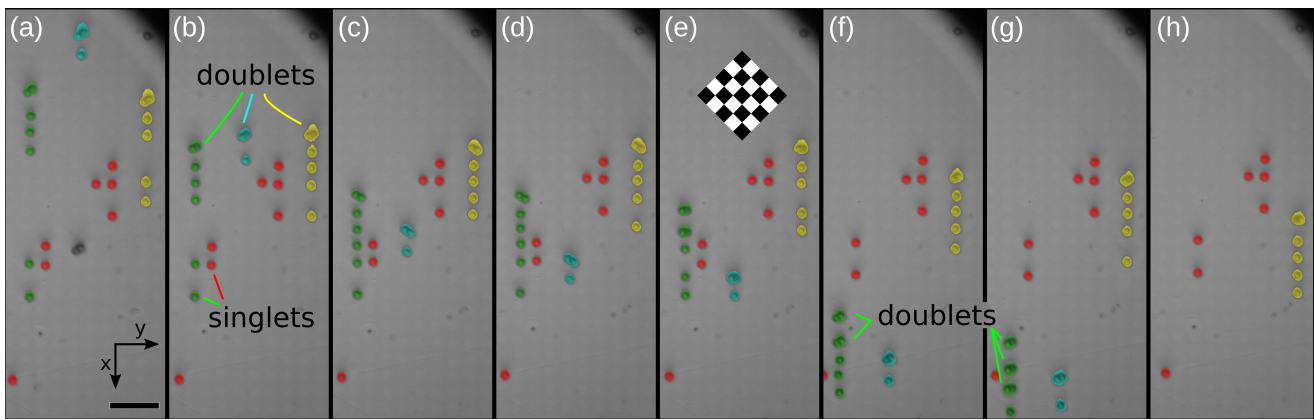 (a) (b) (c) (d) (e) (f) (g) (h)
doublets
singlets
doublets
y
x